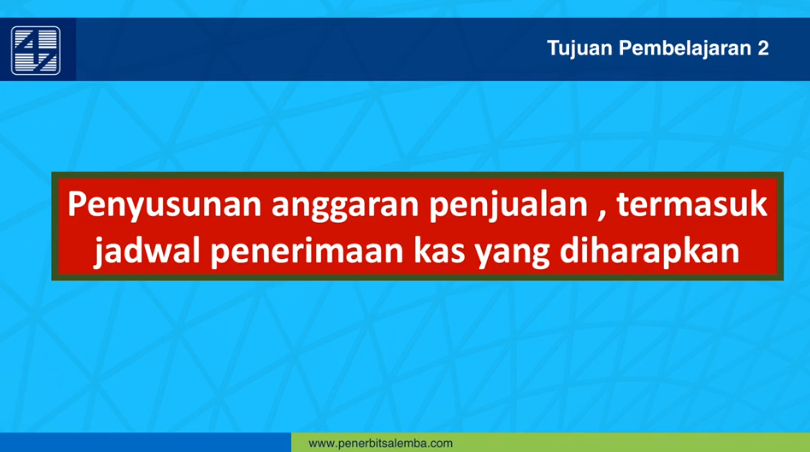 Tujuan Pembelajaran 2
Penyusunan anggaran penjualan , termasuk
jadwal penerimaan kas yang diharapkan
www.penerbitsalemba.com